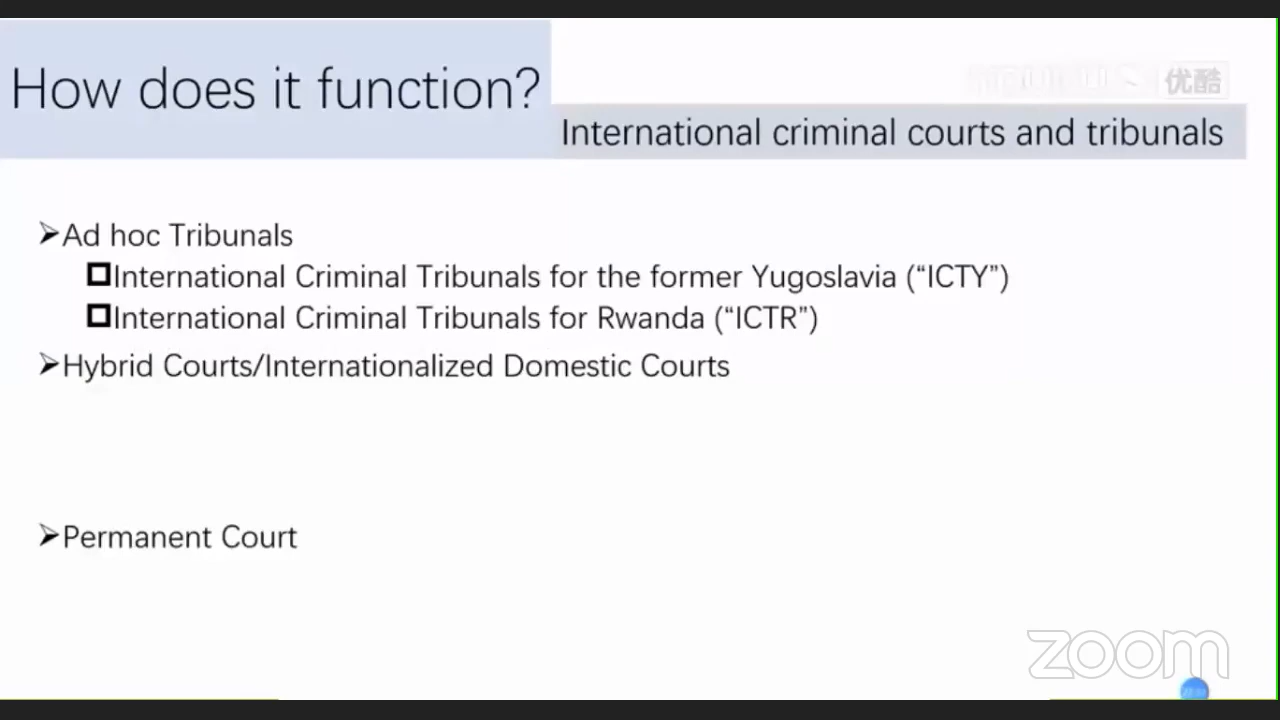 How does it function?
优酷
International criminal courts and tribunals
Ad hoc Tribunals
International Criminal Tribunals for the former Yugoslavia (“ICTY”)
International Criminal Tribunals for Rwanda (“ICTR”)
Hybrid Courts/Internationalized Domestic Courts
Permanent Court
zoom